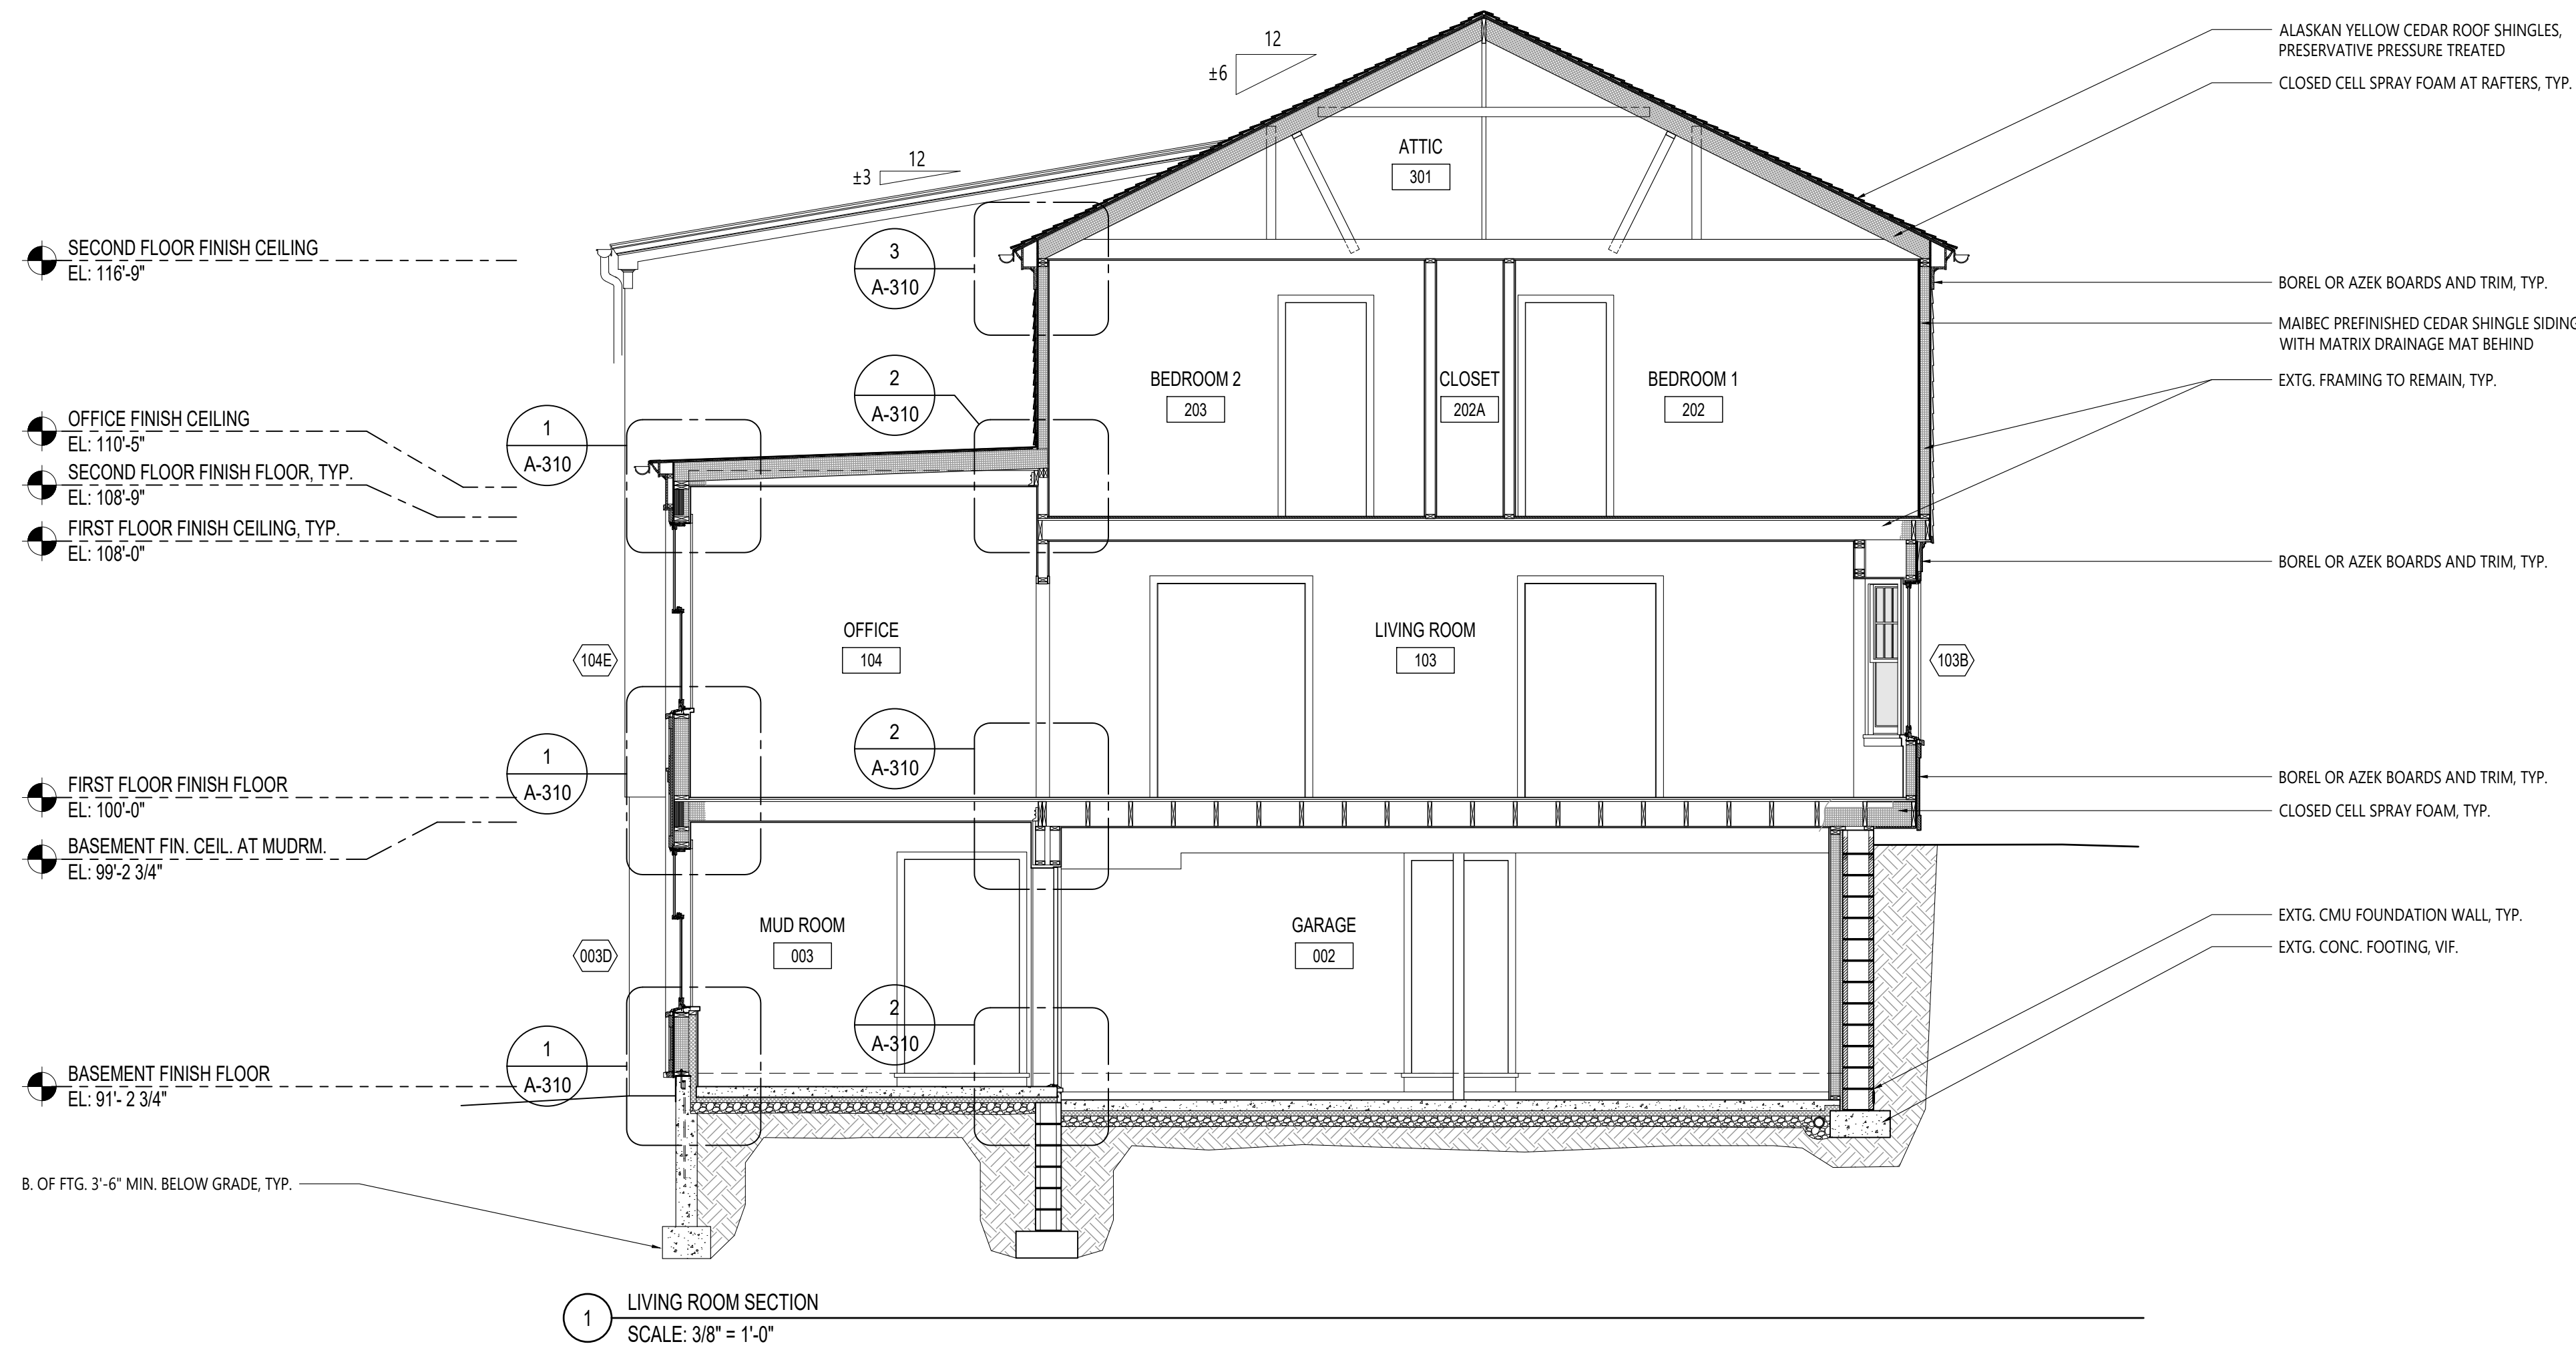 12
±6
12
±3
ATTIC
301
ALASKAN YELLOW CEDAR ROOF SHINGLES,
PRESERVATIVE PRESSURE TREATED
CLOSED CELL SPRAY FOAM AT RAFTERS, TYP.
SECOND FLOOR FINISH CEILING
EL: 116'-9"
3
A-310
BOREL OR AZEK BOARDS AND TRIM, TYP.
MAIBEC PREFINISHED CEDAR SHINGLE SIDING
WITH MATRIX DRAINAGE MAT BEHIND
EXTG. FRAMING TO REMAIN, TYP.
2
A-310
BEDROOM 2
203
CLOSET
202A
BEDROOM 1
202
OFFICE FINISH CEILING
EL: 110'-5"
1
A-310
SECOND FLOOR FINISH FLOOR, TYP.
EL: 108'-9"
FIRST FLOOR FINISH CEILING, TYP.
EL: 108'-0"
BOREL OR AZEK BOARDS AND TRIM, TYP.
104E
OFFICE
104
LIVING ROOM
103
103B
2
A-310
1
A-310
FIRST FLOOR FINISH FLOOR
EL: 100'-0"
BASEMENT FIN. CEIL. AT MUDRM.
EL: 99'-2 3/4"
BOREL OR AZEK BOARDS AND TRIM, TYP.
CLOSED CELL SPRAY FOAM, TYP.
003D
MUD ROOM
003
GARAGE
002
EXTG. CMU FOUNDATION WALL, TYP.
EXTG. CONC. FOOTING, VIF.
2
A-310
1
A-310
BASEMENT FINISH FLOOR
EL: 91'- 2 3/4"
B. OF FTG. 3'-6" MIN. BELOW GRADE, TYP.
1
LIVING ROOM SECTION
SCALE: 3/8" = 1'-0"